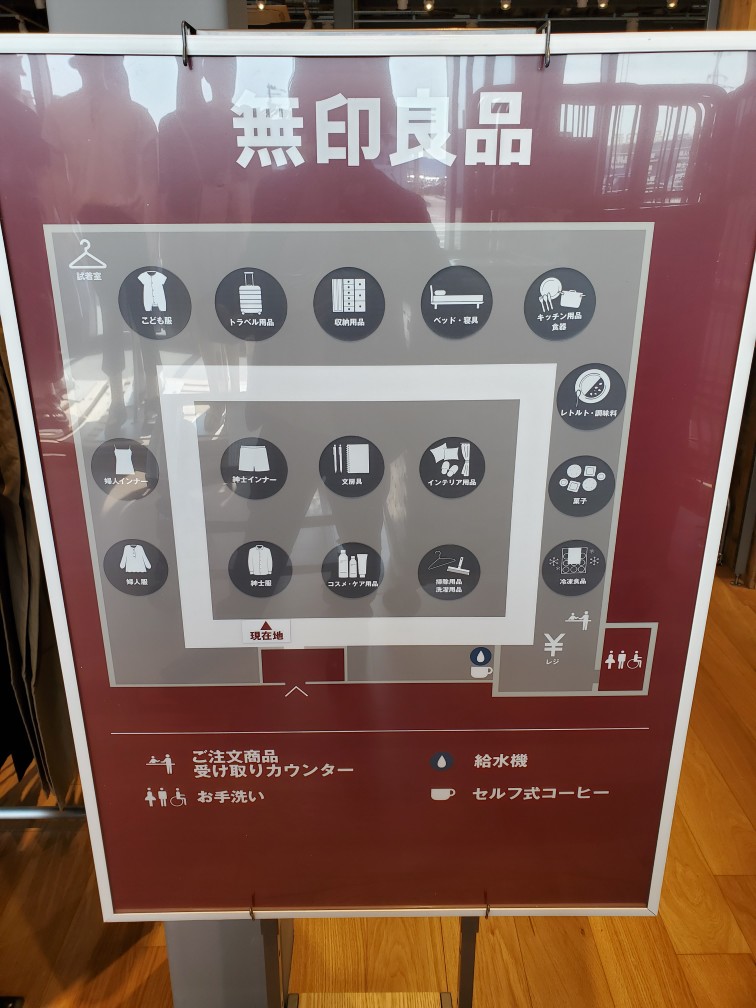 無印良品
試着室
こども服
トラベル用品
収納用品
ベッド・寝具
キッチン用品
食器
レトルト・調味料
婦人インナー
紳士インナー
文房具
インテリア用品
菓子
婦人服
紳士服
コスメ・ケア用品
掃除用品
洗濯用品
冷凍食品
現在地
¥
レジ
ご注文商品
受け取りカウンター
給水機
お手洗い
セルフ式コーヒー